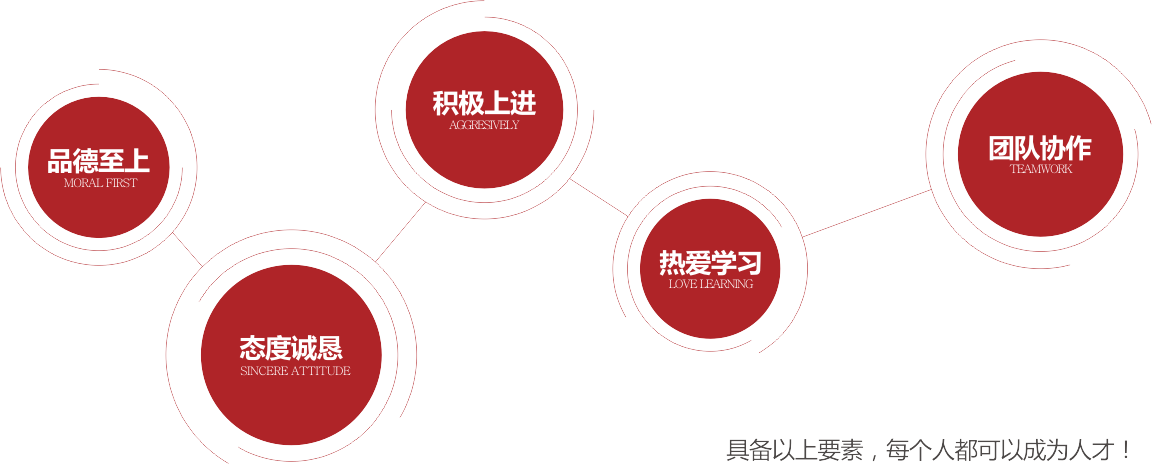 品德至上
MORAL FIRST
态度诚恳
SINCERE ATTITUDE
积极上进
AGGRESIVELY
热爱学习
LOVE LEARNING
团队协作
TEAMWORK
具备以上要素，每个人都可以成为人才！